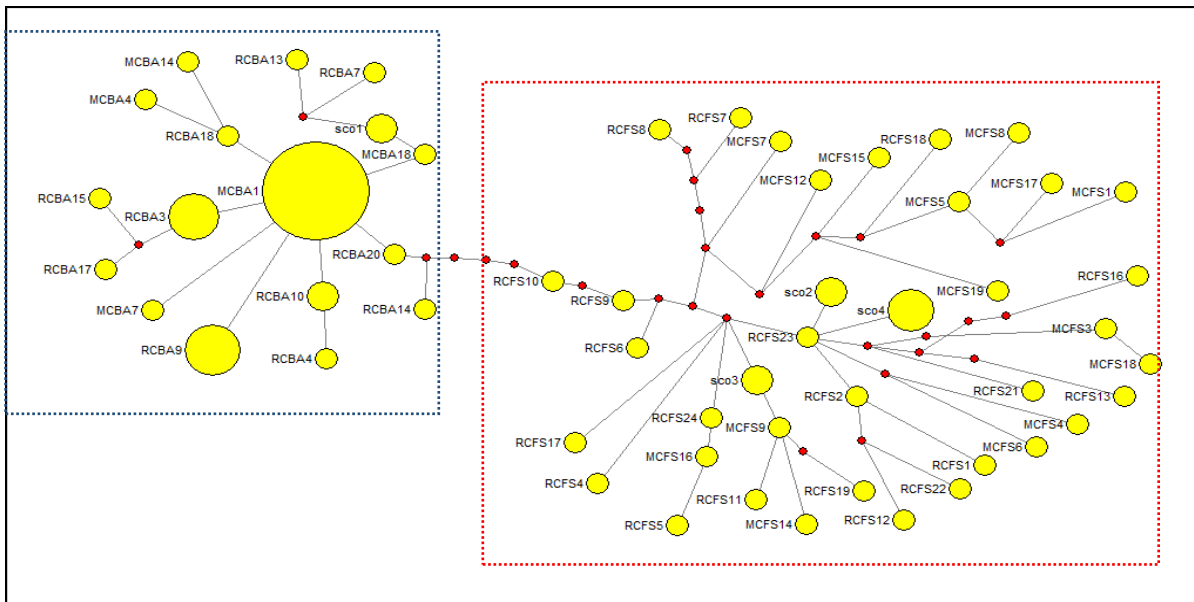 RCBA13
MCBA14
RCBA7
MCBA4
RCBA18
sco1
MCBA18
MCBA1
RCBA15
RCBA3
RCBA20
RCBA17
RCBA10
MCBA7
RCBA14
RCBA9
RCBA4
RCFS7
RCFS8
MCFS7
MCFS8
RCFS18
MCFS15
MCFS12
MCFS17
MCFS1
MCFS5
RCFS16
RCFS10
sco2
MCFS19
RCFS9
sco4
MCFS3
RCFS23
RCFS6
MCFS18
sco3
RCFS21
RCFS13
RCFS2
RCFS24
MCFS4
MCFS9
RCFS17
MCFS6
MCFS16
RCFS1
RCFS4
RCFS22
RCFS19
RCFS11
RCFS12
RCFS5
MCFS14